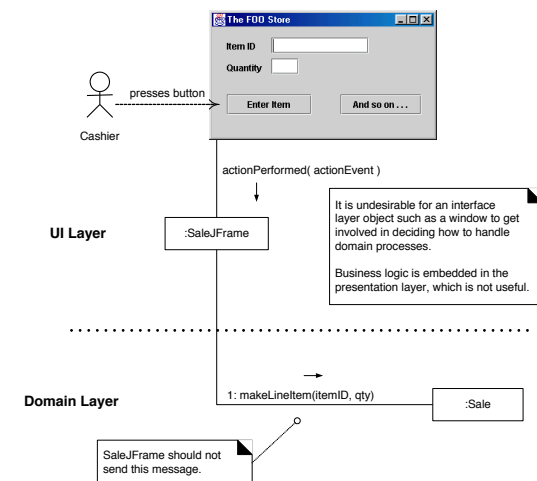 The FOO Store
Item ID
Quantity
presses button
Enter Item
And so on . . .
Cashier
actionPerformed( actionEvent )
It is undesirable for an interface
layer object such as a window to get
involved in deciding how to handle
domain processes.
Business logic is embedded in the
presentation layer, which is not useful.
UI Layer
:SaleJFrame
1: makeLineItem(itemID, qty)
Domain Layer
:Sale
SaleJFrame should not
send this message.